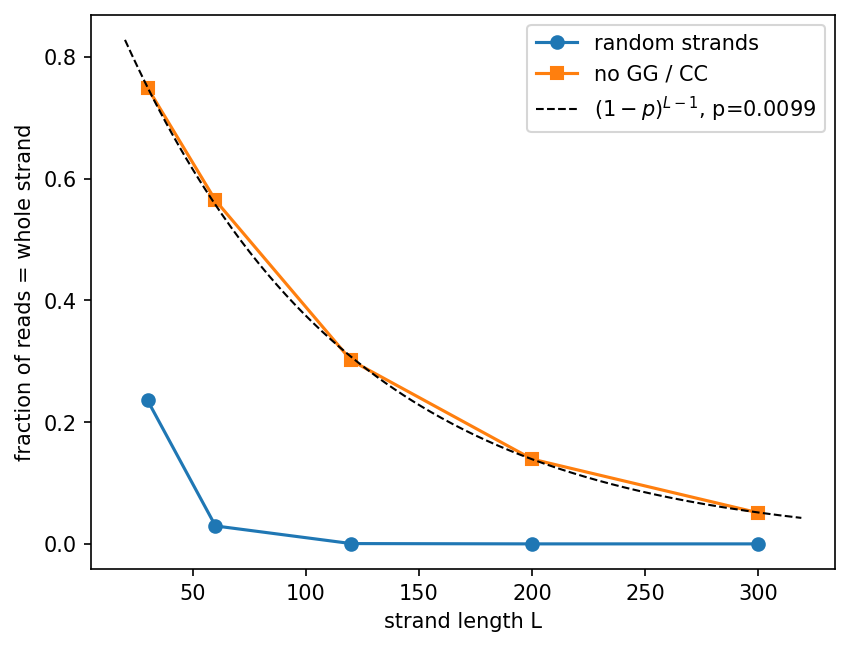 random strands
no GG / CC
(1 − p)^{L−1}, p=0.0099
fraction of reads = whole strand
0.8
0.6
0.4
0.2
0.0
50 100 150 200 250 300
strand length L